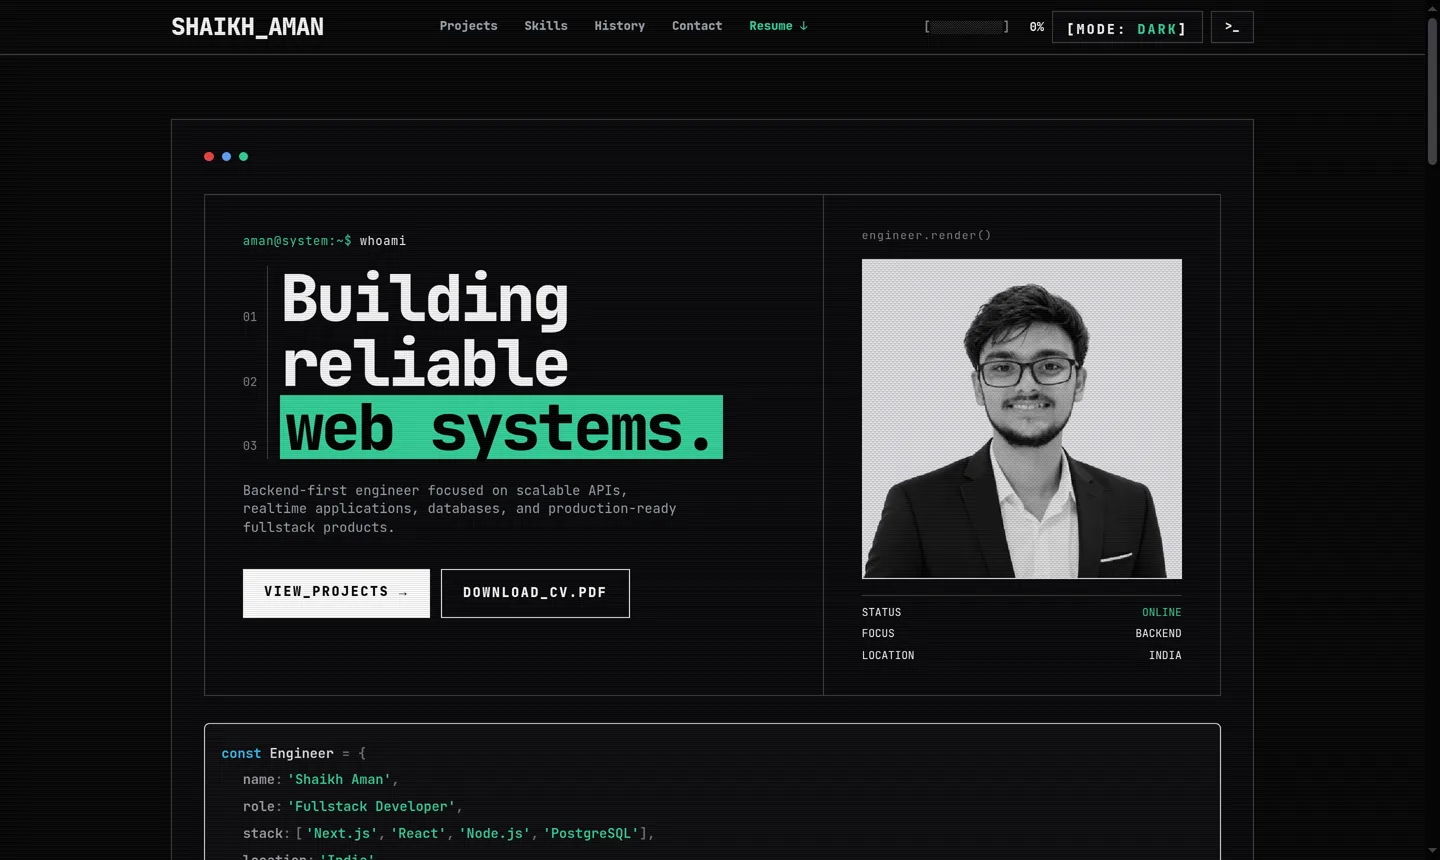 SHAIKH_AMAN
Projects Skills History Contact Resume ↓
[ ] 0% [MODE: DARK] >_
aman@system:~$ whoami
01 Building
02 reliable
03 web systems.
Backend-first engineer focused on scalable APIs,
realtime applications, databases, and production-ready
fullstack products.
VIEW_PROJECTS → DOWNLOAD_CV.PDF
engineer.render()
STATUS ONLINE
FOCUS BACKEND
LOCATION INDIA
const Engineer = {
name: 'Shaikh Aman',
role: 'Fullstack Developer',
stack: ['Next.js', 'React', 'Node.js', 'PostgreSQL'],
location: 'India'